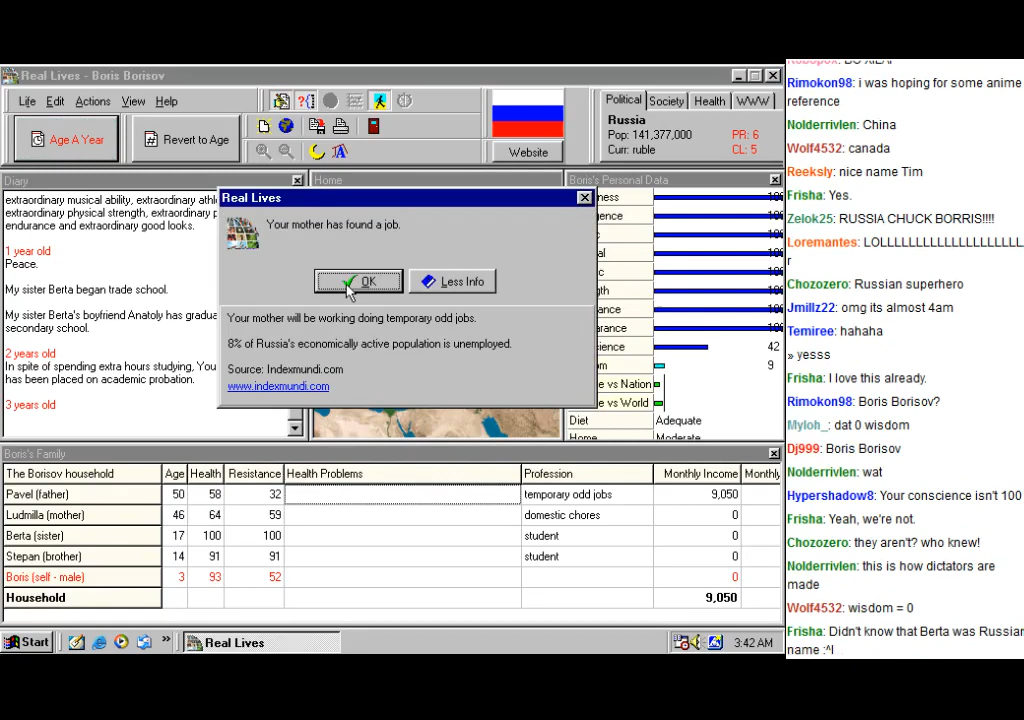 Real Lives - Boris Borisov
Life Edit Actions View Help
Age A Year
Revert to Age
Website
Political Society Health WWW
Russia
Pop: 141,377,000 PR: 6
Curr: ruble CL: 5
Diary
extraordinary musical ability, extraordinary
extraordinary physical strength, extraordinary
endurance and extraordinary good looks.
1 year old
Peace.
My sister Berta began trade school.
My sister Berta's boyfriend Anatoly has
secondary school.
2 years old
In spite of spending extra hours studying, You
has been placed on academic probation.
3 years old
Home
Real Lives
Your mother has found a job.
OK
Less Info
Your mother will be working doing temporary odd jobs.
8% of Russia's economically active population is unemployed.
Source: Indexmundi.com
www.indexmundi.com
Boris's Personal Data
42
9
vs Nation
vs World
Diet Adequate
Home Moderate
Boris's Family
The Borisov household Age Health Resistance Health Problems Profession Monthly Income Monthly
Pavel (father) 50 58 32 temporary odd jobs 9,050
Ludmilla (mother) 46 64 59 domestic chores 0
Berta (sister) 17 100 100 student 0
Stepan (brother) 14 91 91 student 0
Boris (self - male) 3 93 52 0
Household 9,050
Start
Real Lives
3:42 AM
Rimokon98: i was hoping for some anime
reference
Nolderrivlen: China
Wolf4532: canada
Reeksly: nice name Tim
Frisha: Yes.
Zelok25: RUSSIA CHUCK BORRIS!!!!
Loremantes: LOLLLLLLLLLLLLLLLLLLLL
r
Chozozero: Russian superhero
Jmillz22: omg its almost 4am
Temiree: hahaha
» yesss
Frisha: I love this already.
Rimokon98: Boris Borisov?
Myloh_: dat 0 wisdom
Dj999: Boris Borisov
Nolderrivlen: wat
Hypershadow8: Your conscience isn't 100
Frisha: Yeah, we're not.
Chozozero: they aren't? who knew!
Nolderrivlen: this is how dictators are
made
Wolf4532: wisdom = 0
Frisha: Didn't know that Berta was Russian
name :^l